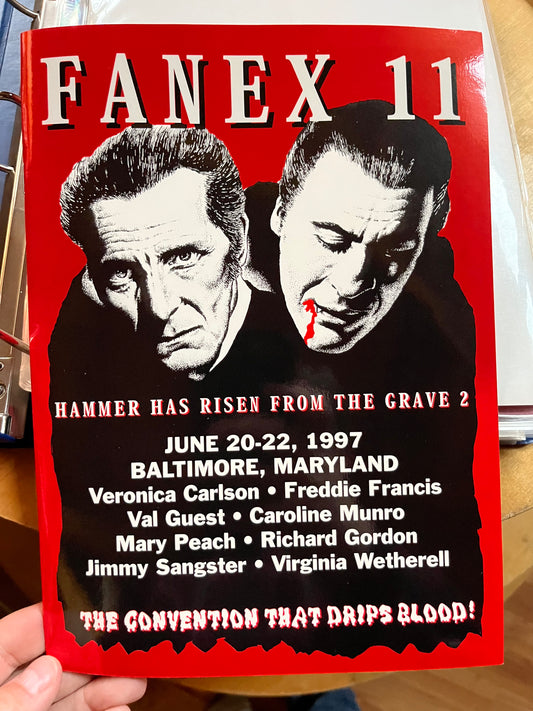 FANEX 11
HAMMER HAS RISEN FROM THE GRAVE 2
JUNE 20-22, 1997
BALTIMORE, MARYLAND
Veronica Carlson • Freddie Francis
Val Guest • Caroline Munro
Mary Peach • Richard Gordon
Jimmy Sangster • Virginia Wetherell
THE CONVENTION THAT DRIPS BLOOD!